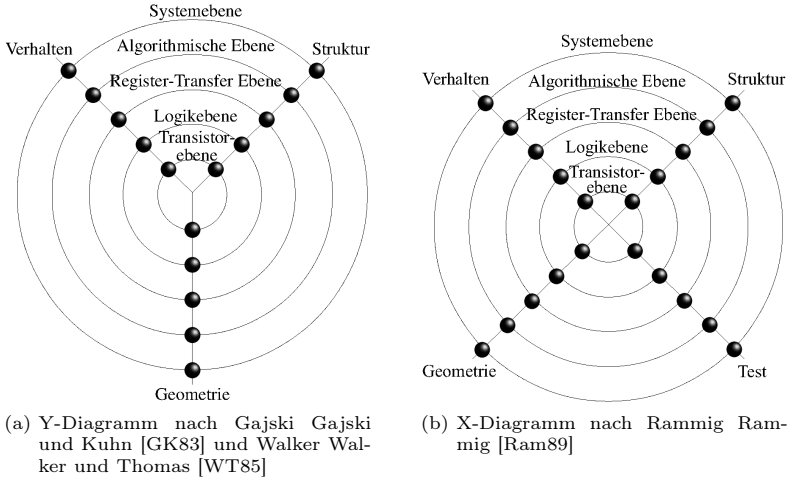 Systemebene
Verhalten
Algorithmische Ebene
Struktur
Register-Transfer Ebene
Logikebene
Transistor-
ebene
Geometrie
(a) Y-Diagramm nach Gajski Gajski
und Kuhn [GK83] und Walker Wal-
ker und Thomas [WT85]
Systemebene
Verhalten
Algorithmische Ebene
Struktur
Register-Transfer Ebene
Logikebene
Transistor-
ebene
Geometrie
Test
(b) X-Diagramm nach Rammig Ram-
mig [Ram89]